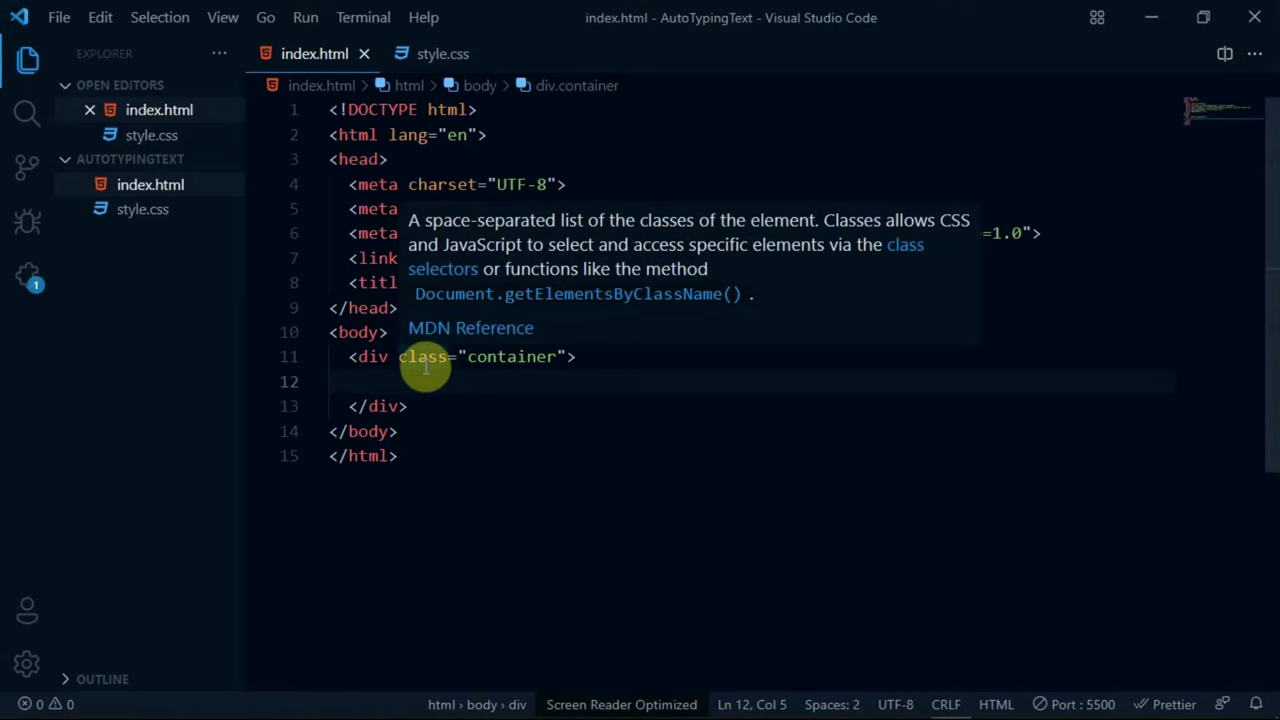 File Edit Selection View Go Run Terminal Help
index.html - AutoTypingText - Visual Studio Code
EXPLORER
index.html
style.css
OPEN EDITORS
index.html
style.css
AUTOTYPINGTEXT
index.html
style.css
1
OUTLINE
index.html > html > body > div.container
1 <!DOCTYPE html>
2 <html lang="en">
3 <head>
4 <meta charset="UTF-8">
5 <meta
6 <meta =1.0">
7 <link
8 <titl
9 </head>
10 <body>
11 <div class="container">
12
13 </div>
14 </body>
15 </html>
A space-separated list of the classes of the element. Classes allows CSS
and JavaScript to select and access specific elements via the class
selectors or functions like the method
Document.getElementsByClassName() .
MDN Reference
0 0 html > body > div Screen Reader Optimized Ln 12, Col 5 Spaces: 2 UTF-8 CRLF HTML Port : 5500 Prettier